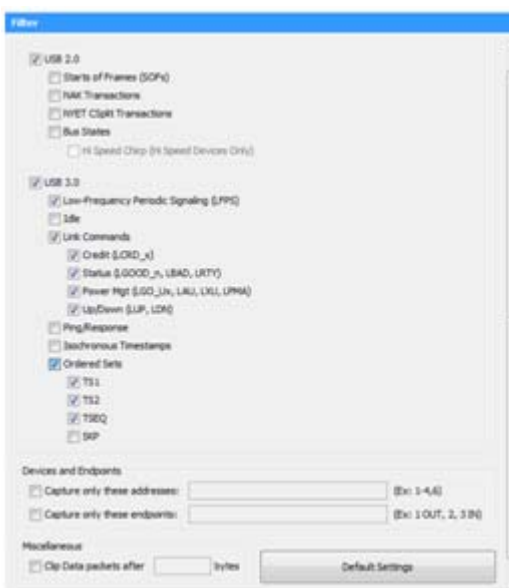 Filter
USB 2.0
Starts of Frames (SOFs)
NAK Transactions
NYET CSplit Transactions
Bus States
Hi Speed Chirp (Hi Speed Devices Only)
USB 3.0
Low-Frequency Periodic Signaling (LFPS)
Idle
Link Commands
Credit (LCRD_x)
Status (LGOOD_n, LBAD, LRTY)
Power Mgt (LGO_Ux, LAU, LXU, LPMA)
Up/Down (LUP, LDN)
Ping/Response
Isochronous Timestamps
Ordered Sets
TS1
TS2
TSEQ
SKP
Devices and Endpoints
Capture only these addresses: (Ex: 1-4,6)
Capture only these endpoints: (Ex: 1 OUT, 2, 3 IN)
Miscellaneous
Clip Data packets after bytes
Default Settings